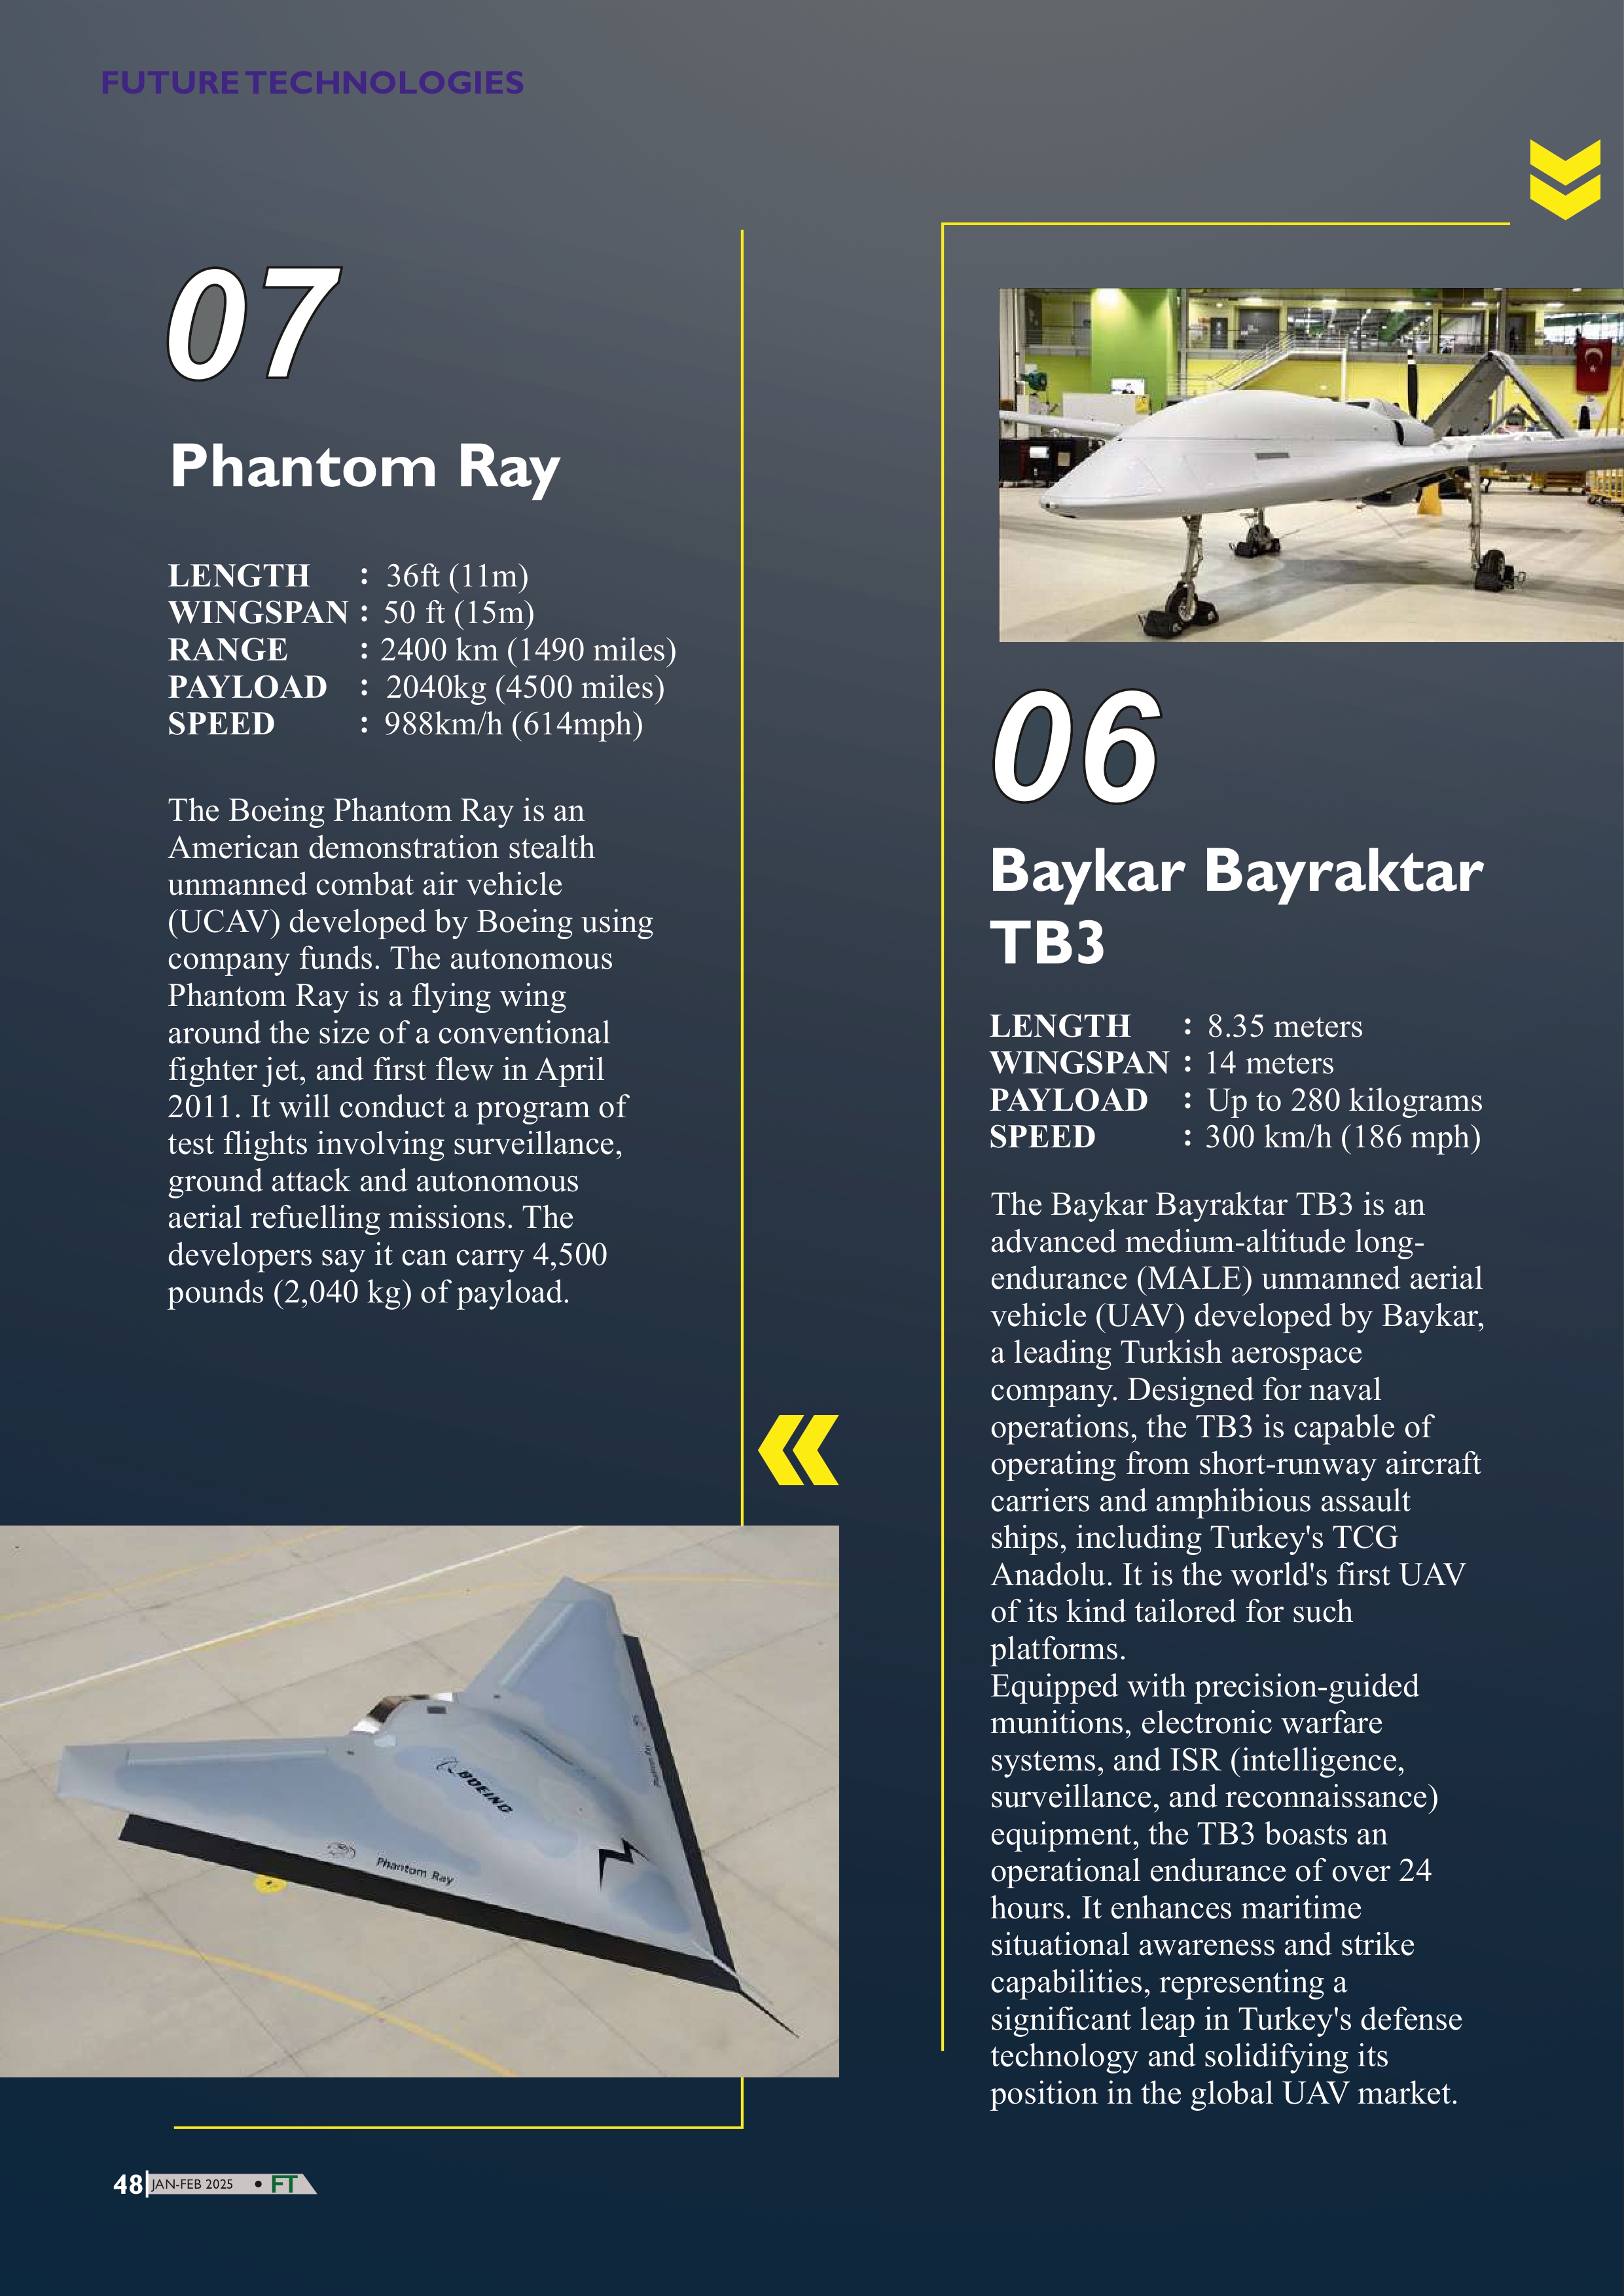 FUTURE TECHNOLOGIES
07
Phantom Ray
LENGTH : 36ft (11m)
WINGSPAN : 50 ft (15m)
RANGE : 2400 km (1490 miles)
PAYLOAD : 2040kg (4500 miles)
SPEED : 988km/h (614mph)
The Boeing Phantom Ray is an
American demonstration stealth
unmanned combat air vehicle
(UCAV) developed by Boeing using
company funds. The autonomous
Phantom Ray is a flying wing
around the size of a conventional
fighter jet, and first flew in April
2011. It will conduct a program of
test flights involving surveillance,
ground attack and autonomous
aerial refuelling missions. The
developers say it can carry 4,500
pounds (2,040 kg) of payload.
BOEING
Phantom Ray
06
Baykar Bayraktar
TB3
LENGTH : 8.35 meters
WINGSPAN : 14 meters
PAYLOAD : Up to 280 kilograms
SPEED : 300 km/h (186 mph)
The Baykar Bayraktar TB3 is an
advanced medium-altitude long-
endurance (MALE) unmanned aerial
vehicle (UAV) developed by Baykar,
a leading Turkish aerospace
company. Designed for naval
operations, the TB3 is capable of
operating from short-runway aircraft
carriers and amphibious assault
ships, including Turkey's TCG
Anadolu. It is the world's first UAV
of its kind tailored for such
platforms.
Equipped with precision-guided
munitions, electronic warfare
systems, and ISR (intelligence,
surveillance, and reconnaissance)
equipment, the TB3 boasts an
operational endurance of over 24
hours. It enhances maritime
situational awareness and strike
capabilities, representing a
significant leap in Turkey's defense
technology and solidifying its
position in the global UAV market.
48 JAN-FEB 2025 • FT